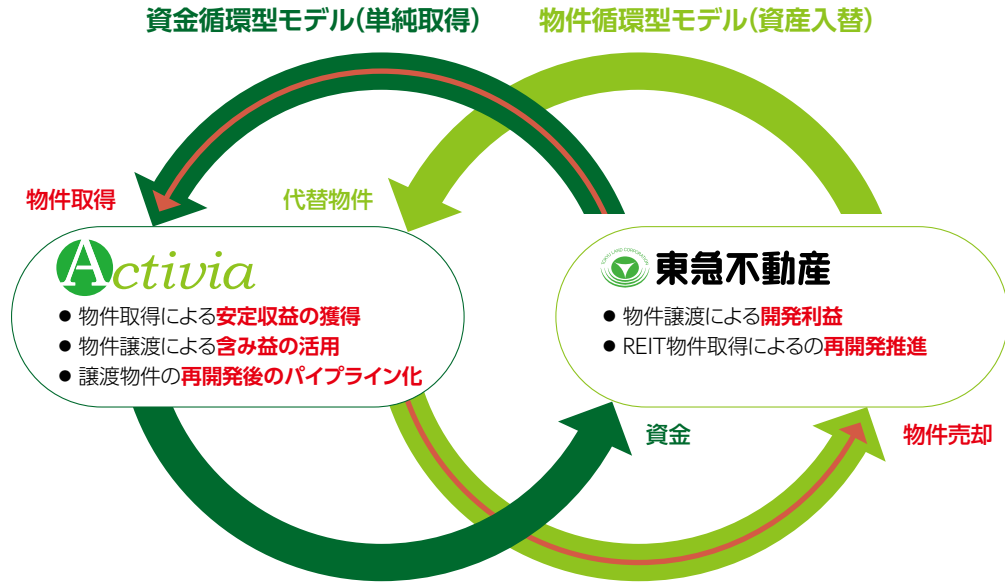 資金循環型モデル(単純取得)
物件循環型モデル(資産入替)
物件取得
代替物件
Activia
● 物件取得による安定収益の獲得
● 物件譲渡による含み益の活用
● 譲渡物件の再開発後のパイプライン化
TOKYU LAND CORPORATION
東急不動産
● 物件譲渡による開発利益
● REIT物件取得によるの再開発推進
資金
物件売却